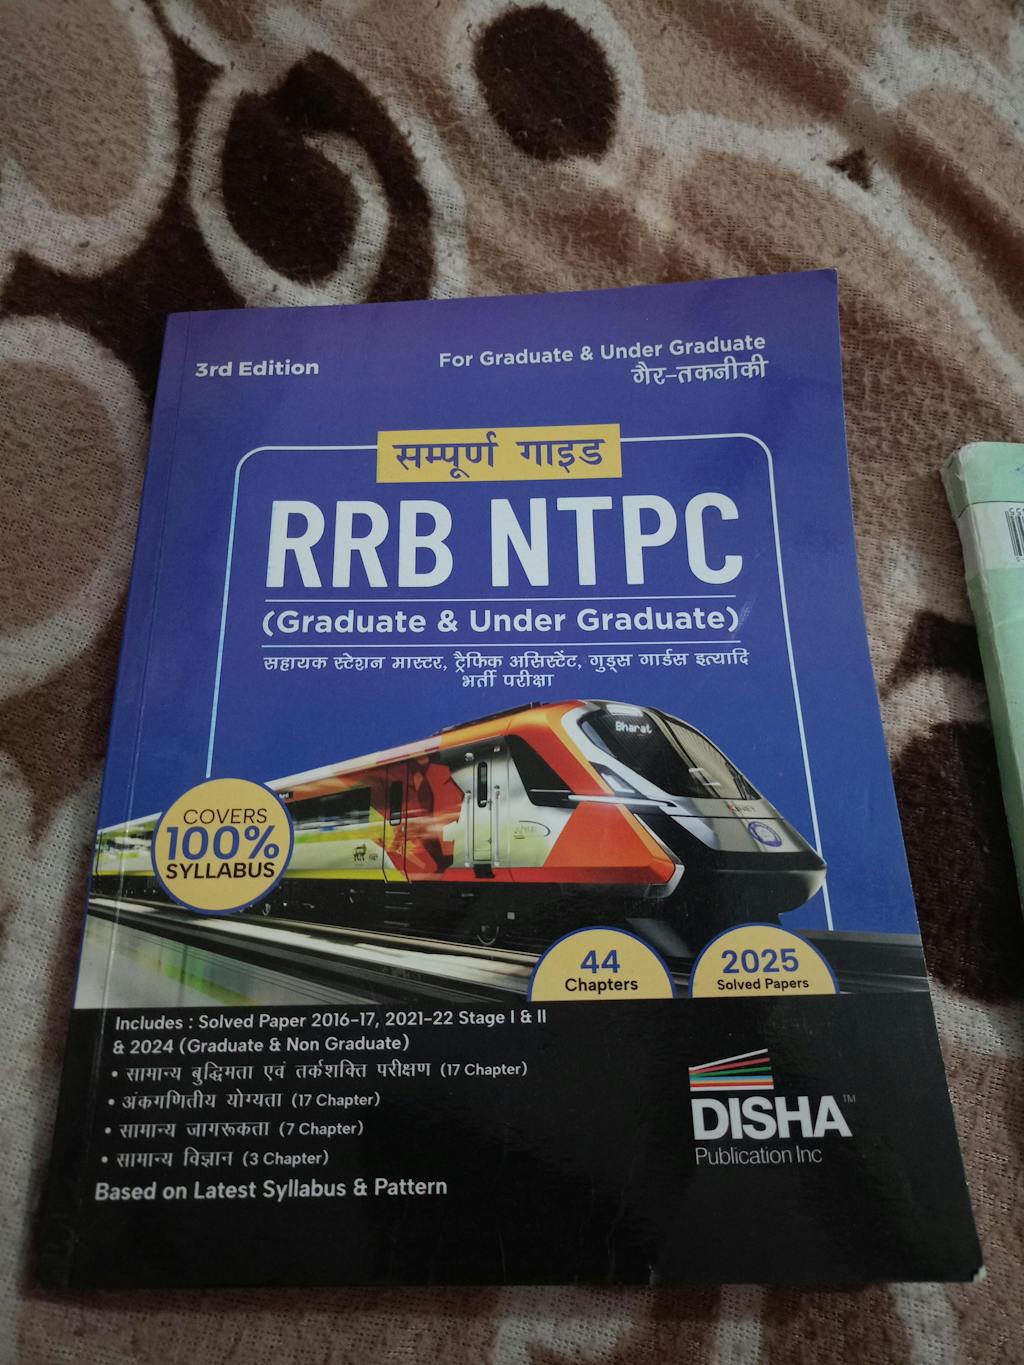 3rd Edition
For Graduate & Under Graduate
गैर-तकनीकी
सम्पूर्ण गाइड
RRB NTPC
(Graduate & Under Graduate)
सहायक स्टेशन मास्टर, ट्रैफिक असिस्टेंट, गुड्स गार्डस इत्यादि
भर्ती परीक्षा
Bharat
COVERS
100%
SYLLABUS
44
Chapters
2025
Solved Papers
Includes : Solved Paper 2016-17, 2021-22 Stage I & II
& 2024 (Graduate & Non Graduate)
• सामान्य बुद्धिमता एवं तर्कशक्ति परीक्षण (17 Chapter)
• अंकगणितीय योग्यता (17 Chapter)
• सामान्य जागरूकता (7 Chapter)
• सामान्य विज्ञान (3 Chapter)
Based on Latest Syllabus & Pattern
DISHA™
Publication Inc